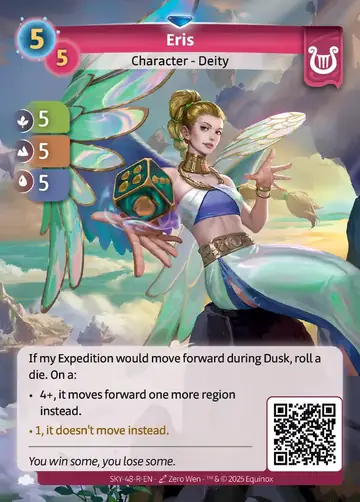 5
Eris
5
Character - Deity
5
5
5
If my Expedition would move forward during Dusk, roll a
die. On a:
• 4+, it moves forward one more region
instead.
• 1, it doesn't move instead.
You win some, you lose some.
SKY-48-R-EN - Zero Wen - ™ & © 2025 Equinox